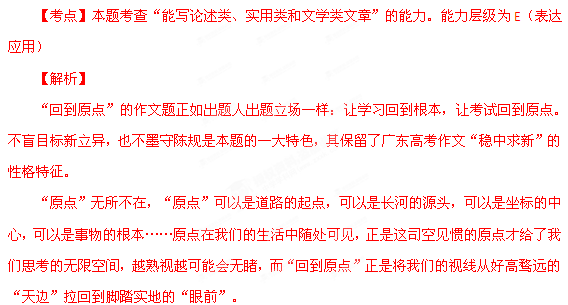 【考点】本题考查“能写论述类、实用类和文学类文章”的能力。能力层级为E（表达
应用）
【解析】
“回到原点”的作文题正如出题人出题立场一样：让学习回到根本，让考试回到原点。
不盲目标新立异，也不墨守陈规是本题的一大特色，其保留了广东高考作文“稳中求新”的
性格特征。
“原点”无所不在，“原点”可以是道路的起点，可以是长河的源头，可以是坐标的中
心，可以是事物的根本……原点在我们的生活中随处可见，正是这司空见惯的原点才给了我
们思考的无限空间，越熟视越可能会无睹，而“回到原点”正是将我们的视线从好高骛远的
“天边”拉回到脚踏实地的“眼前”。